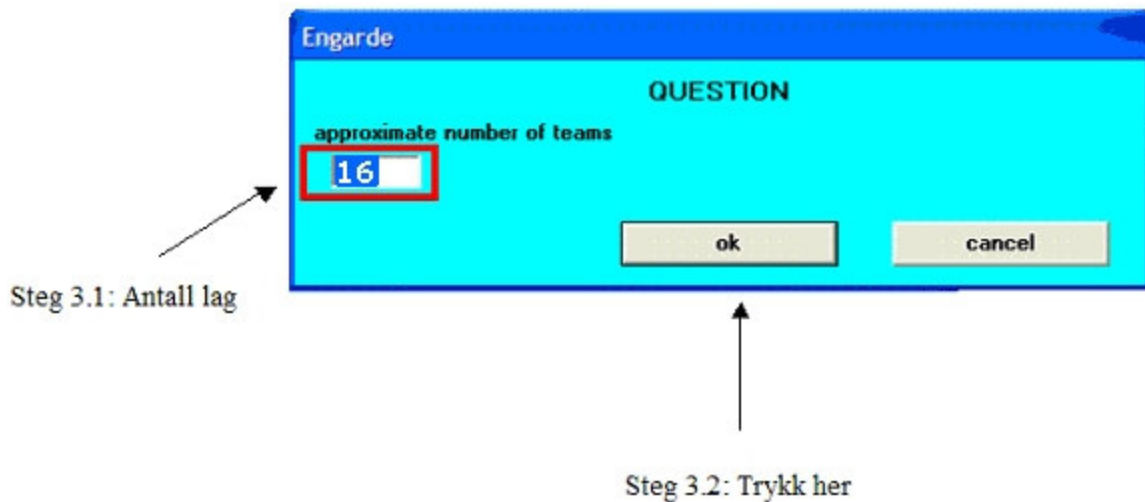 Engarde
QUESTION
approximate number of teams
16
ok cancel
Steg 3.1: Antall lag
Steg 3.2: Trykk her